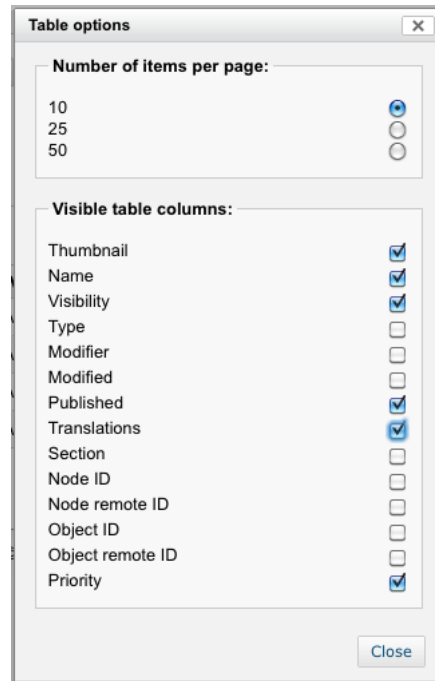 Table options
Number of items per page:
10
25
50
Visible table columns:
Thumbnail
Name
Visibility
Type
Modifier
Modified
Published
Translations
Section
Node ID
Node remote ID
Object ID
Object remote ID
Priority
Close